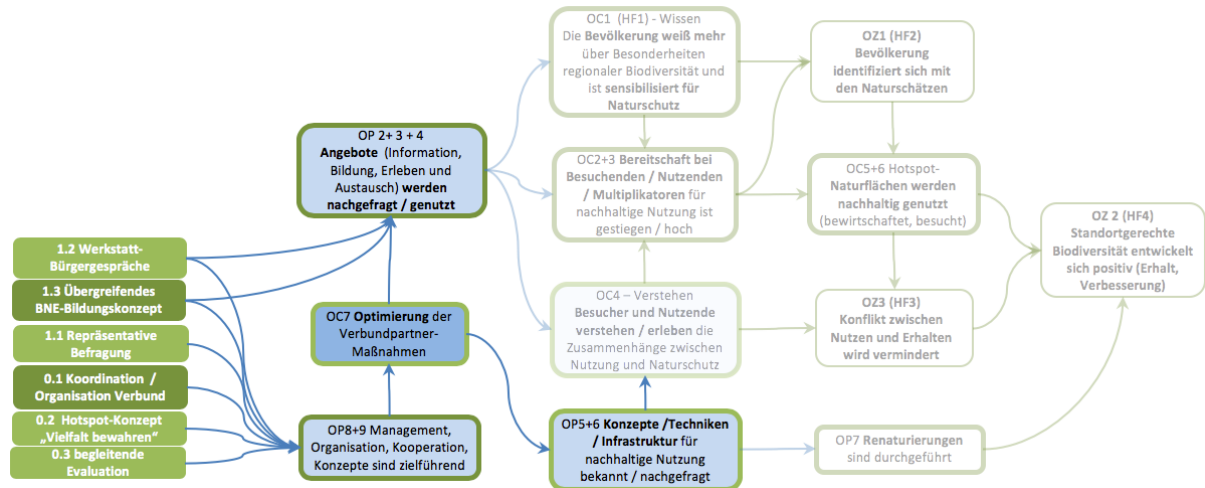 1.2 Werkstatt-
Bürgergespräche
1.3 Übergreifendes
BNE-Bildungskonzept
1.1 Repräsentative
Befragung
0.1 Koordination /
Organisation Verbund
0.2 Hotspot-Konzept
„Vielfalt bewahren“
0.3 begleitende
Evaluation
OP 2+ 3 + 4
Angebote (Information,
Bildung, Erleben und
Austausch) werden
nachgefragt / genutzt
OC7 Optimierung der
Verbundpartner-
Maßnahmen
OP8+9 Management,
Organisation, Kooperation,
Konzepte sind zielführend
OC1 (HF1) - Wissen
Die Bevölkerung weiß mehr
über Besonderheiten
regionaler Biodiversität und
ist sensibilisiert für
Naturschutz
OC2+3 Bereitschaft bei
Besuchenden / Nutzenden
/ Multiplikatoren für
nachhaltige Nutzung ist
gestiegen / hoch
OC4 – Verstehen
Besucher und Nutzende
verstehen / erleben die
Zusammenhänge zwischen
Nutzung und Naturschutz
OP5+6 Konzepte /Techniken
/ Infrastruktur für
nachhaltige Nutzung
bekannt / nachgefragt
OZ1 (HF2)
Bevölkerung
identifiziert sich mit
den Naturschätzen
OC5+6 Hotspot-
Naturflächen werden
nachhaltig genutzt
(bewirtschaftet, besucht)
OZ3 (HF3)
Konflikt zwischen
Nutzen und Erhalten
wird vermindert
OP7 Renaturierungen
sind durchgeführt
OZ 2 (HF4)
Standortgerechte
Biodiversität entwickelt
sich positiv (Erhalt,
Verbesserung)